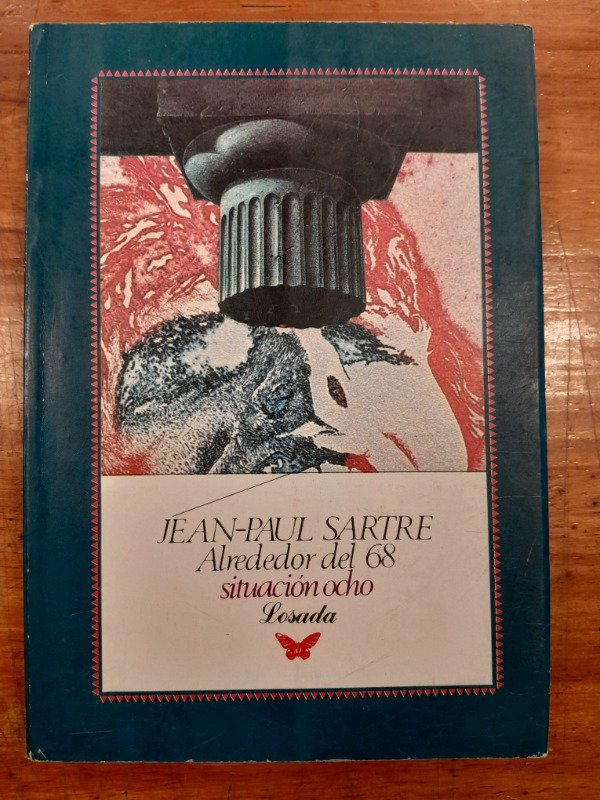 JEAN-PAUL SARTRE
Alrededor del 68
situación ocho
Losada